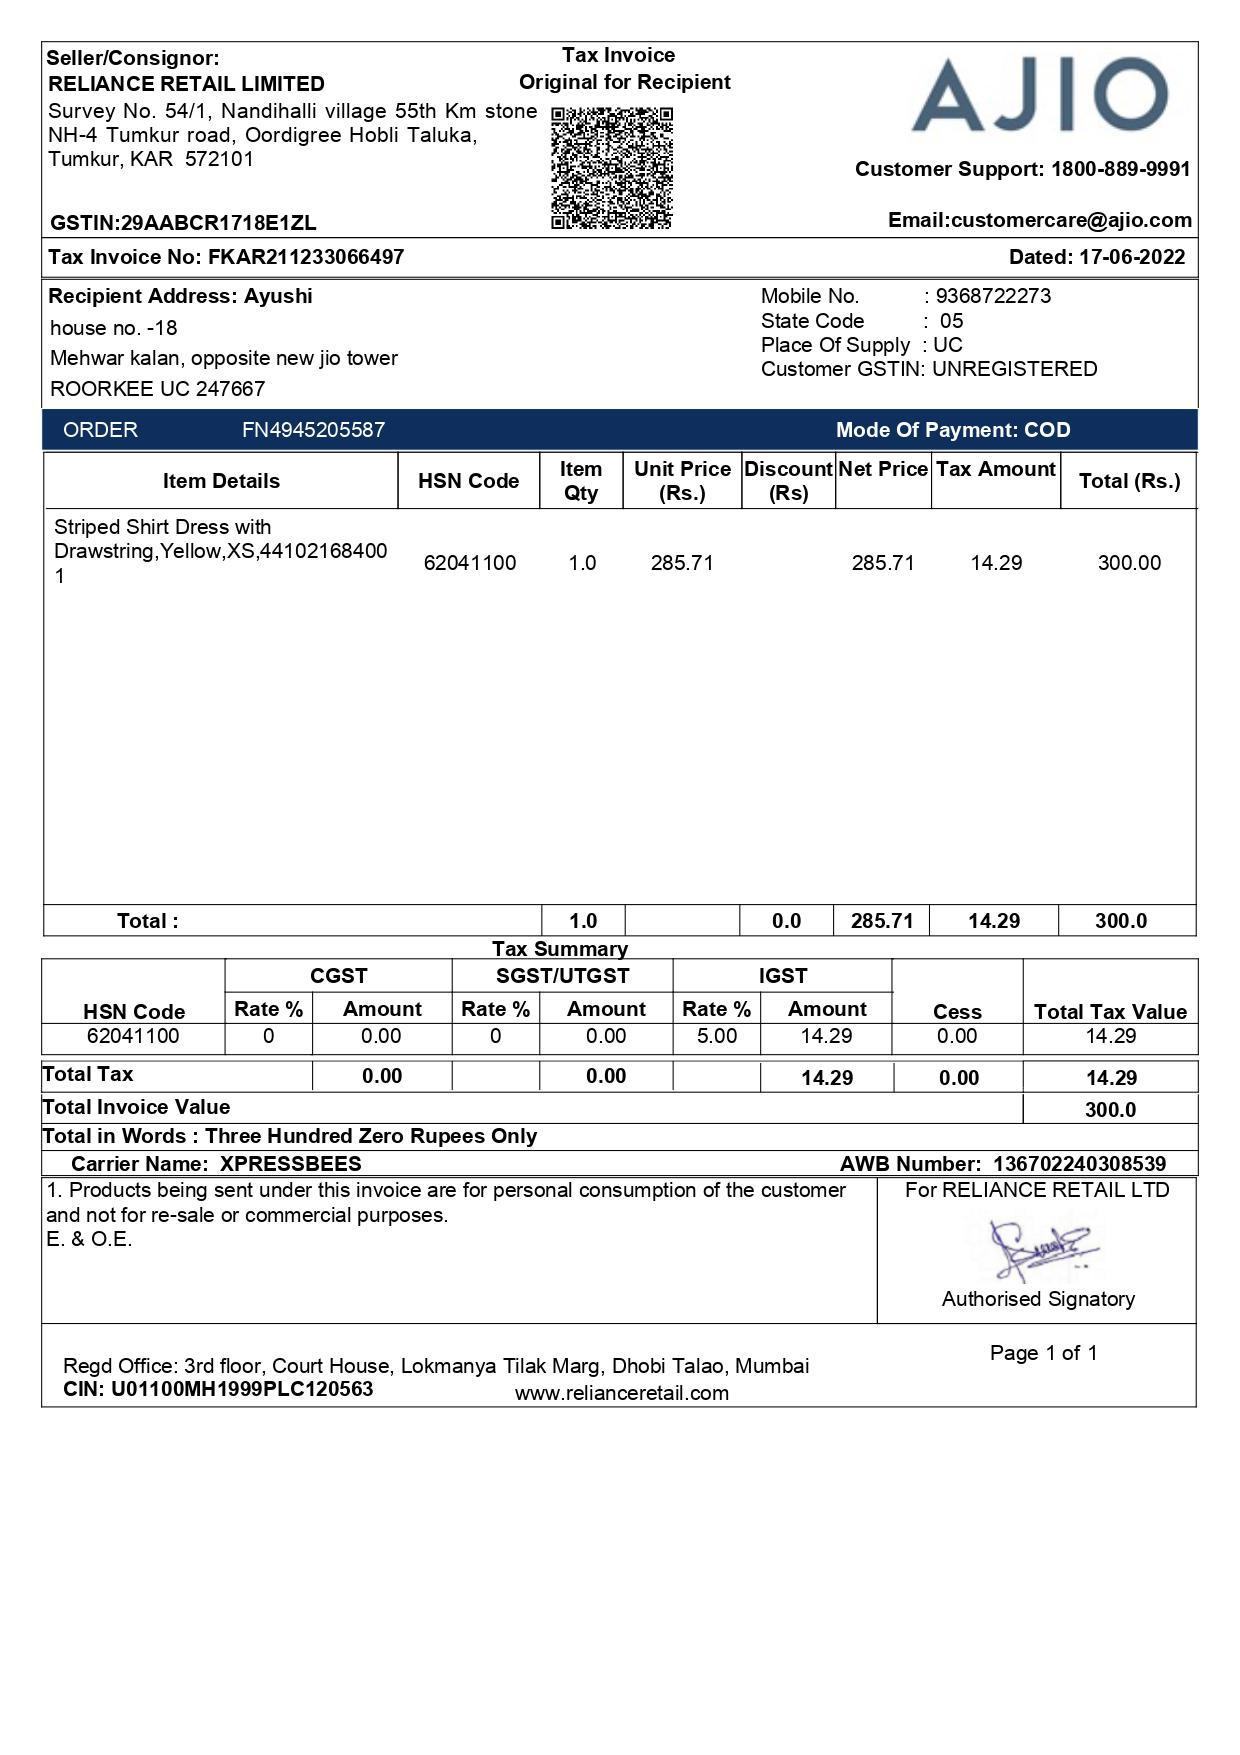 Seller/Consignor:
RELIANCE RETAIL LIMITED
Survey No. 54/1, Nandihalli village 55th Km stone
NH-4 Tumkur road, Oordigree Hobli Taluka,
Tumkur, KAR 572101
GSTIN:29AABCR1718E1ZL
Tax Invoice
Original for Recipient
AJIO
Customer Support: 1800-889-9991
Email:customercare@ajio.com
Tax Invoice No: FKAR211233066497 Dated: 17-06-2022
Recipient Address: Ayushi
house no. -18
Mehwar kalan, opposite new jio tower
ROORKEE UC 247667
Mobile No. : 9368722273
State Code : 05
Place Of Supply : UC
Customer GSTIN: UNREGISTERED
ORDER FN4945205587 Mode Of Payment: COD
Item Details HSN Code Item Qty Unit Price (Rs.) Discount (Rs) Net Price Tax Amount Total (Rs.)
Striped Shirt Dress with
Drawstring,Yellow,XS,44102168400
1
62041100 1.0 285.71 285.71 14.29 300.00
Total : 1.0 0.0 285.71 14.29 300.0
Tax Summary
CGST SGST/UTGST IGST
HSN Code Rate % Amount Rate % Amount Rate % Amount Cess Total Tax Value
62041100 0 0.00 0 0.00 5.00 14.29 0.00 14.29
Total Tax 0.00 0.00 14.29 0.00 14.29
Total Invoice Value 300.0
Total in Words : Three Hundred Zero Rupees Only
Carrier Name: XPRESSBEES AWB Number: 136702240308539
1. Products being sent under this invoice are for personal consumption of the customer
and not for re-sale or commercial purposes.
E. & O.E.
For RELIANCE RETAIL LTD
Authorised Signatory
Page 1 of 1
Regd Office: 3rd floor, Court House, Lokmanya Tilak Marg, Dhobi Talao, Mumbai
CIN: U01100MH1999PLC120563 www.relianceretail.com